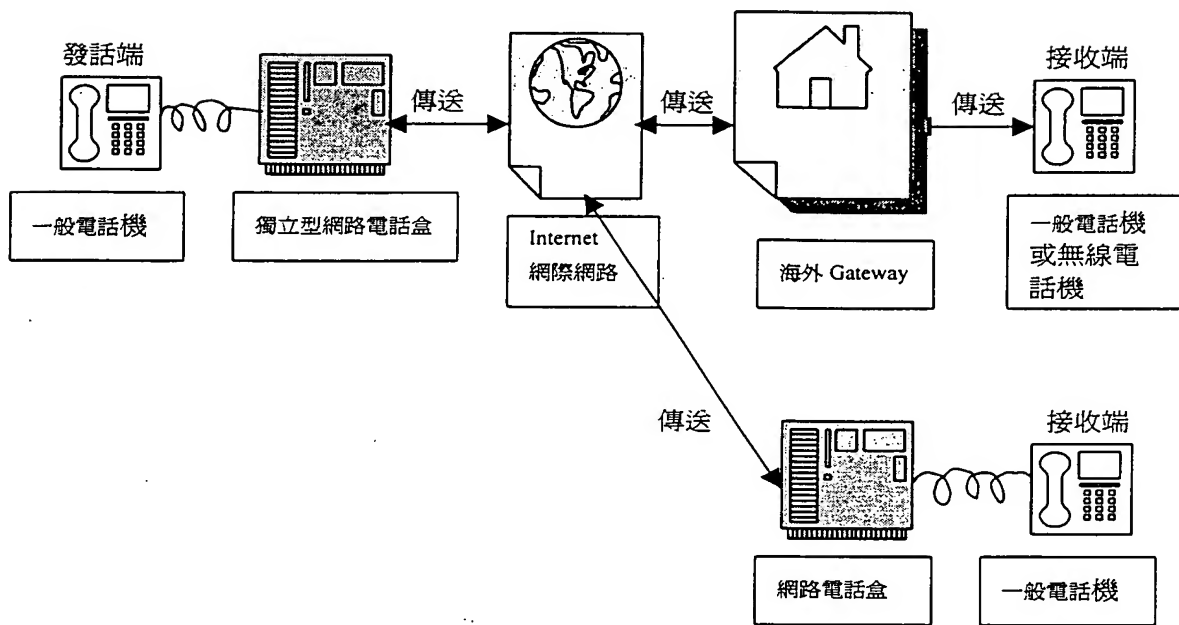 發話端
接收端
傳送
傳送
傳送
一般電話機
獨立型網路電話盒
Internet
網際網路
海外 Gateway
一般電話機
或無線電
話機
傳送
接收端
網路電話盒
一般電話機